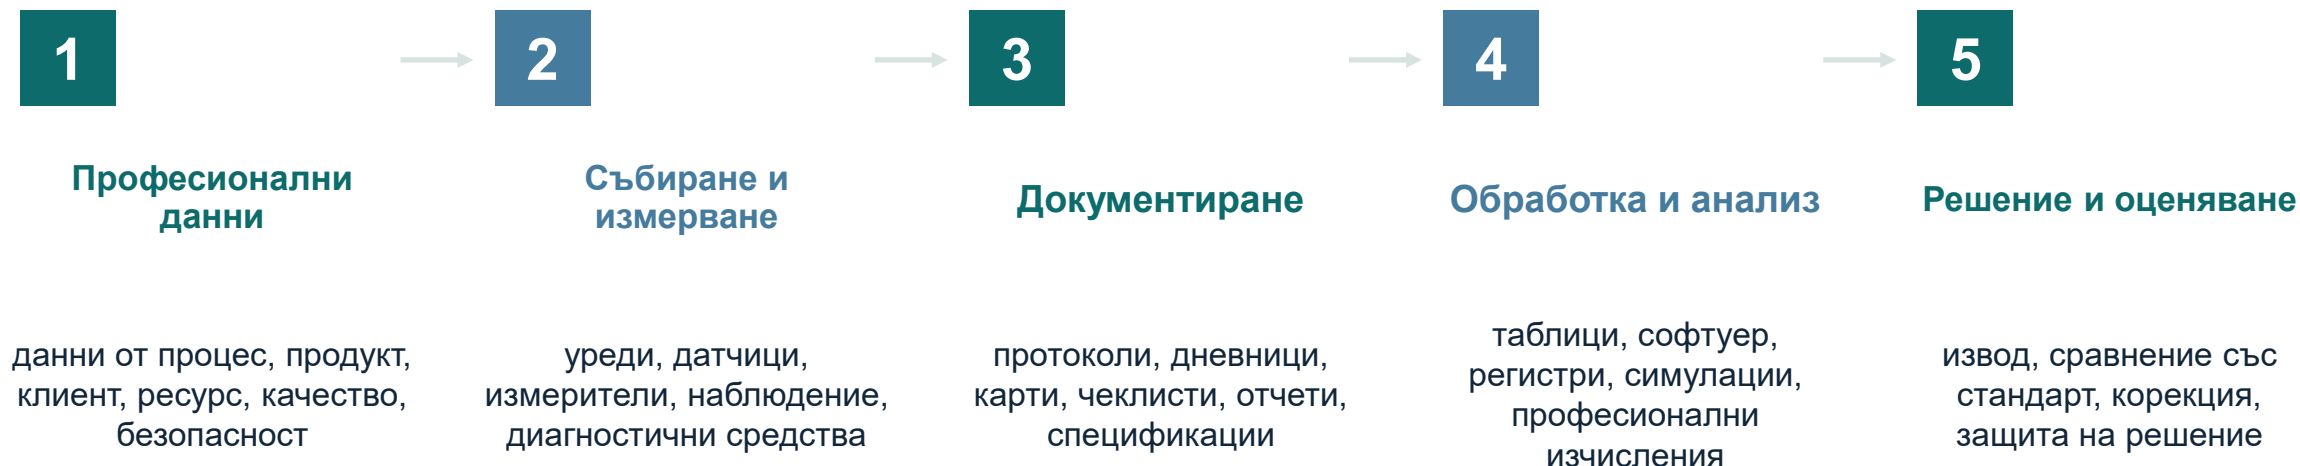 1
2
3
4
5
Професионални
данни
Събиране и
измерване
Документиране
Обработка и анализ
Решение и оценяване
данни от процес, продукт,
клиент, ресурс, качество,
безопасност
уреди, датчици,
измерители, наблюдение,
диагностични средства
протоколи, дневници,
карти, чеклисти, отчети,
спецификации
таблици, софтуер,
регистри, симулации,
професионални
изчисления
извод, сравнение със
стандарт, корекция,
защита на решение